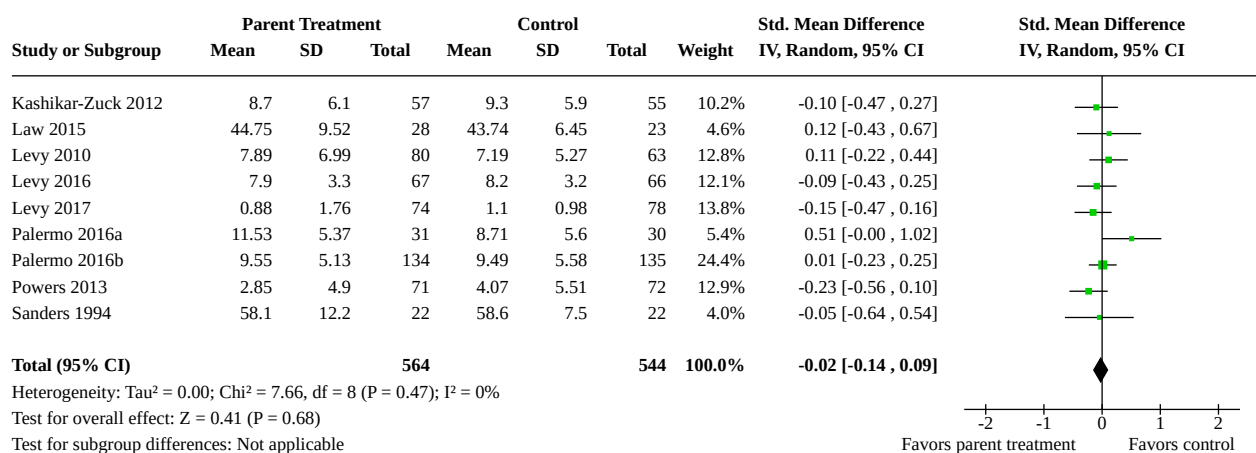 Parent Treatment Control Std. Mean Difference Std. Mean Difference
Study or Subgroup Mean SD Total Mean SD Total Weight IV, Random, 95% CI IV, Random, 95% CI
Kashikar-Zuck 2012 8.7 6.1 57 9.3 5.9 55 10.2% -0.10 [-0.47 , 0.27]
Law 2015 44.75 9.52 28 43.74 6.45 23 4.6% 0.12 [-0.43 , 0.67]
Levy 2010 7.89 6.99 80 7.19 5.27 63 12.8% 0.11 [-0.22 , 0.44]
Levy 2016 7.9 3.3 67 8.2 3.2 66 12.1% -0.09 [-0.43 , 0.25]
Levy 2017 0.88 1.76 74 1.1 0.98 78 13.8% -0.15 [-0.47 , 0.16]
Palermo 2016a 11.53 5.37 31 8.71 5.6 30 5.4% 0.51 [-0.00 , 1.02]
Palermo 2016b 9.55 5.13 134 9.49 5.58 135 24.4% 0.01 [-0.23 , 0.25]
Powers 2013 2.85 4.9 71 4.07 5.51 72 12.9% -0.23 [-0.56 , 0.10]
Sanders 1994 58.1 12.2 22 58.6 7.5 22 4.0% -0.05 [-0.64 , 0.54]
Total (95% CI) 564 544 100.0% -0.02 [-0.14 , 0.09]
Heterogeneity: Tau² = 0.00; Chi² = 7.66, df = 8 (P = 0.47); I² = 0%
Test for overall effect: Z = 0.41 (P = 0.68) -2 -1 0 1 2
Test for subgroup differences: Not applicable Favors parent treatment Favors control